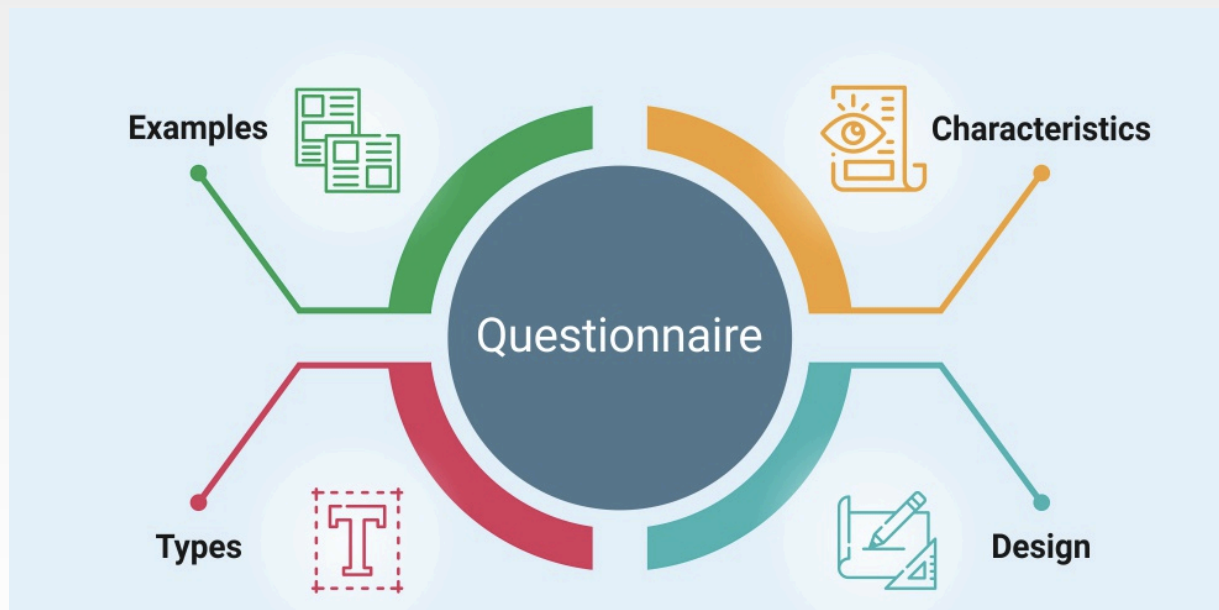 Examples
Characteristics
Questionnaire
Types
Design